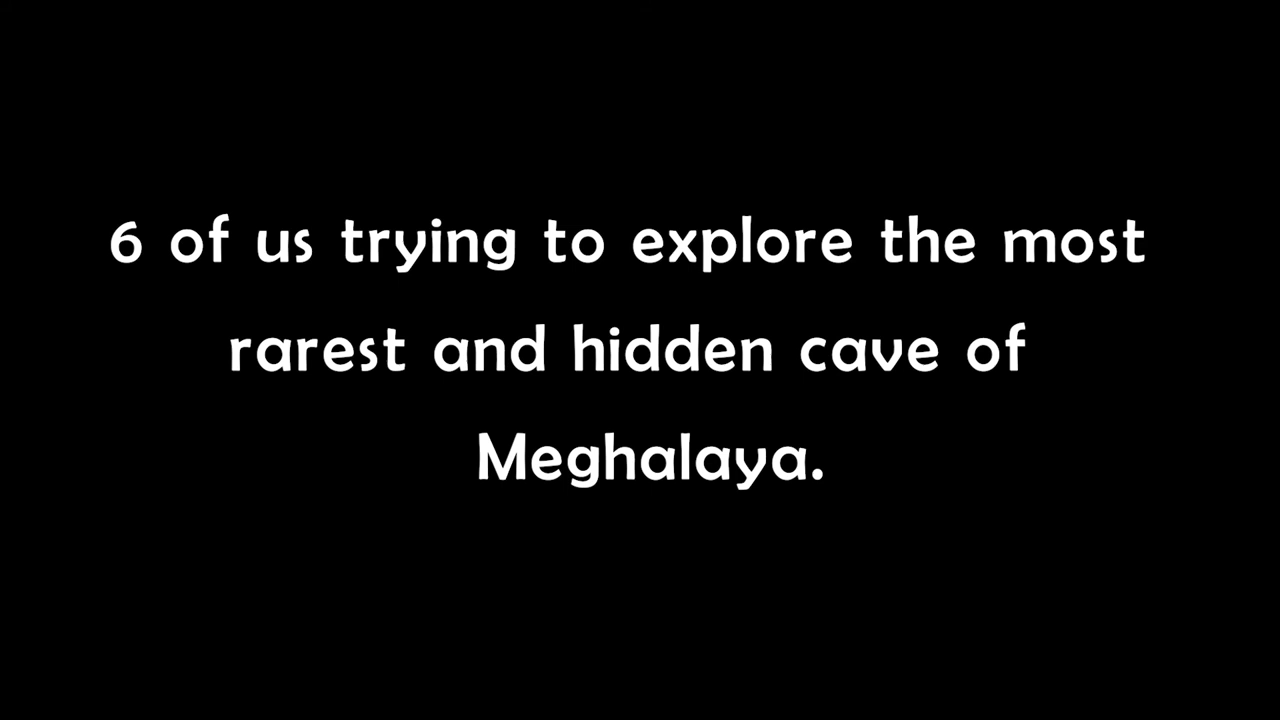 6 of us trying to explore the most
rarest and hidden cave of
Meghalaya.